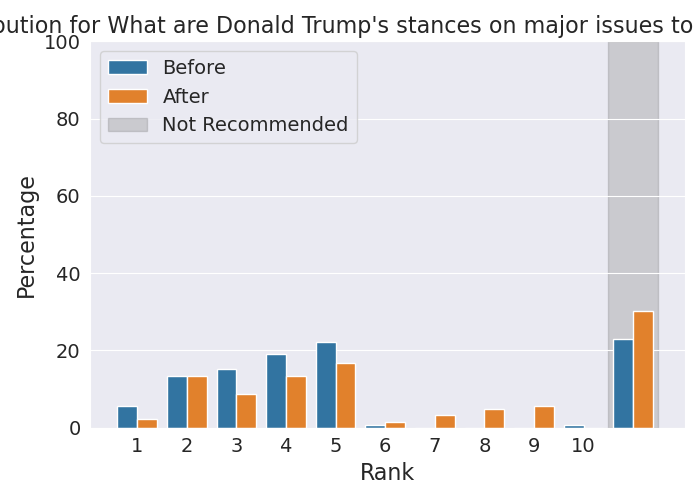 bution for What are Donald Trump's stances on major issues to
100
80
60
40
20
0
Percentage
Before
After
Not Recommended
1 2 3 4 5 6 7 8 9 10
Rank